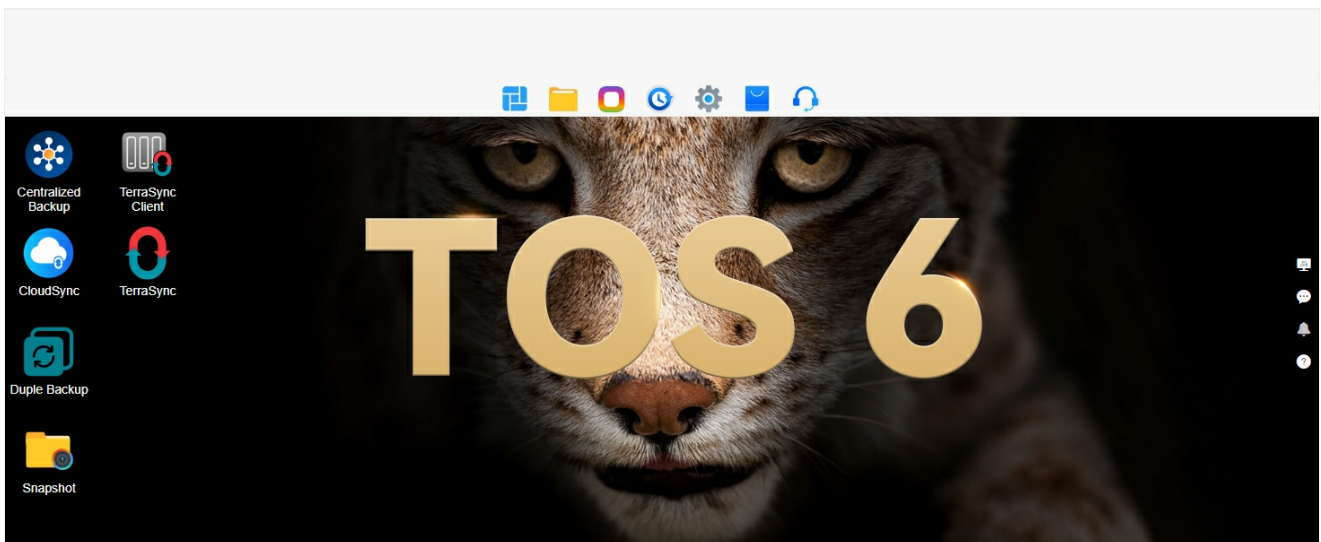 Centralized
Backup
TerraSync
Client
CloudSync
TerraSync
Duple Backup
Snapshot
TOS 6